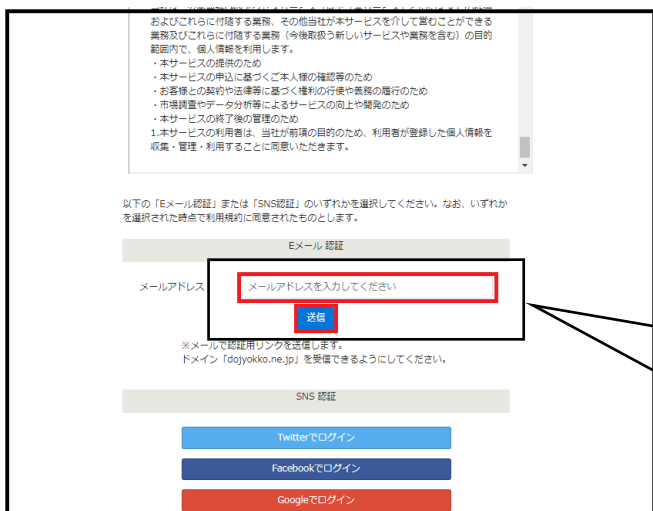 およびこれらに付随する業務、その他当社が本サービスを介して営むことができる
業務及びこれらに付随する業務（今後取扱う新しいサービスや業務を含む）の目的
範囲内で、個人情報を利用します。
・本サービスの提供のため
・本サービスの申込に基づくご本人様の確認等のため
・お客様との契約や法律等に基づく権利の行使や義務の履行のため
・市場調査やデータ分析等によるサービスの向上や開発のため
・本サービスの終了後の管理のため
1.本サービスの利用者は、当社が前項の目的のため、利用者が登録した個人情報を
収集・管理・利用することに同意いただきます。
以下の「Eメール認証」または「SNS認証」のいずれかを選択してください。なお、いずれか
を選択された時点で利用規約に同意されたものとします。
Eメール 認証
メールアドレス
メールアドレスを入力してください
送信
※メールで認証用リンクを送信します。
ドメイン「dojyokko.ne.jp」を受信できるようにしてください。
SNS 認証
Twitterでログイン
Facebookでログイン
Googleでログイン